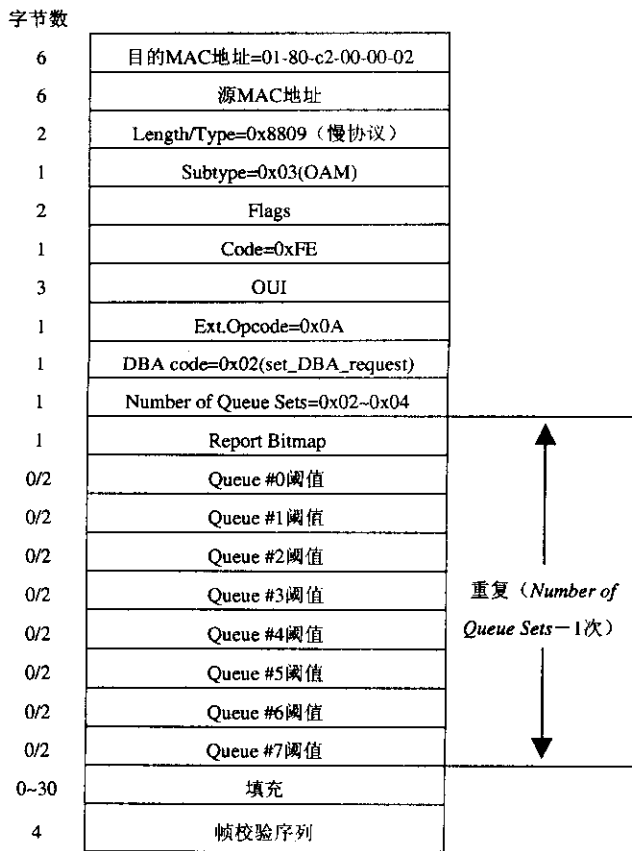 字节数
6 目的MAC地址=01-80-c2-00-00-02
6 源MAC地址
2 Length/Type=0x8809（慢协议）
1 Subtype=0x03(OAM)
2 Flags
1 Code=0xFE
3 OUI
1 Ext.Opcode=0x0A
1 DBA code=0x02(set_DBA_request)
1 Number of Queue Sets=0x02~0x04
1 Report Bitmap
0/2 Queue #0阈值
0/2 Queue #1阈值
0/2 Queue #2阈值
0/2 Queue #3阈值
重复（Number of
0/2 Queue #4阈值
Queue Sets－1次）
0/2 Queue #5阈值
0/2 Queue #6阈值
0/2 Queue #7阈值
0~30 填充
4 帧校验序列